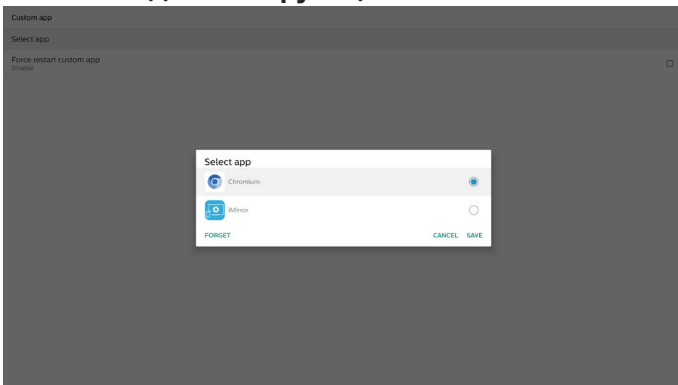 Custom app
Select app
Force restart custom app
Disable
Select app
Chromium
iMirror
FORGET
CANCEL SAVE